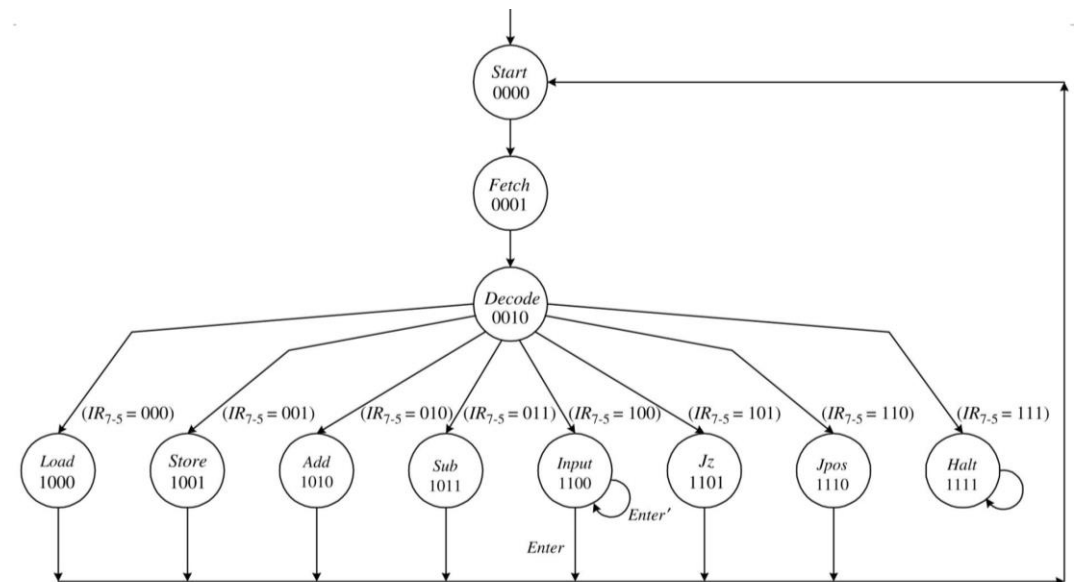 Start
0000
Fetch
0001
Decode
0010
(IR7-5 = 000)
(IR7-5 = 001)
(IR7-5 = 010)
(IR7-5 = 011)
(IR7-5 = 100)
(IR7-5 = 101)
(IR7-5 = 110)
(IR7-5 = 111)
Load
1000
Store
1001
Add
1010
Sub
1011
Input
1100
Jz
1101
Jpos
1110
Halt
1111
Enter'
Enter